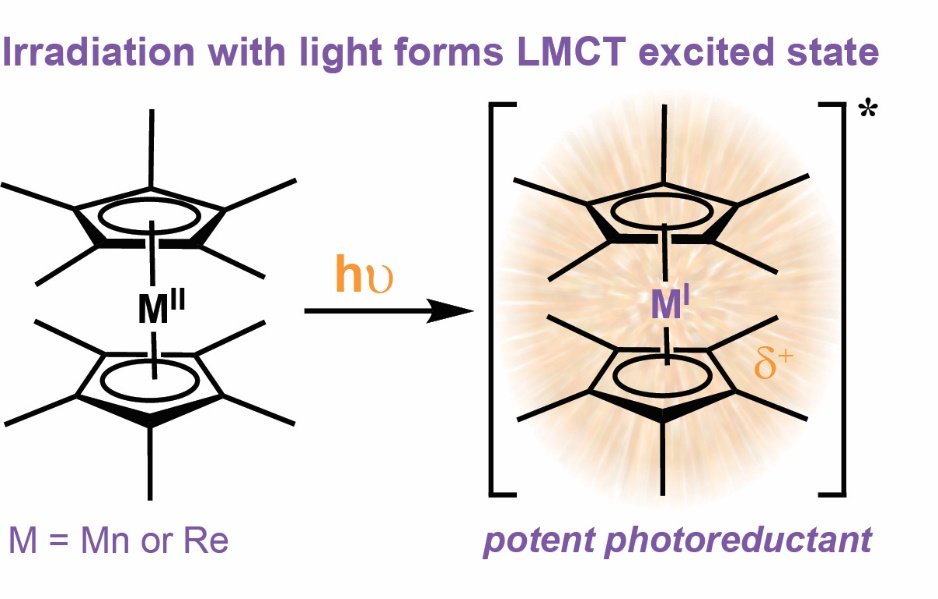 Irradiation with light forms LMCT excited state
*
hυ
M^II
M^I
δ+
M = Mn or Re
potent photoreductant